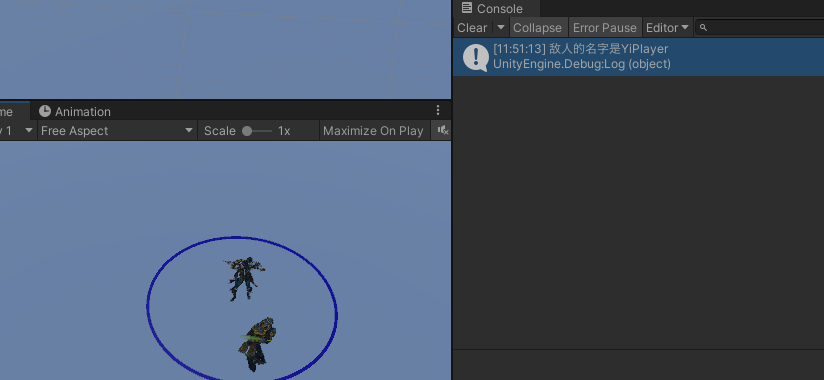 Console
Clear
Collapse
Error Pause
Editor
[11:51:13] 敌人的名字是YiPlayer
UnityEngine.Debug:Log (object)
me
Animation
y 1
Free Aspect
Scale
1x
Maximize On Play